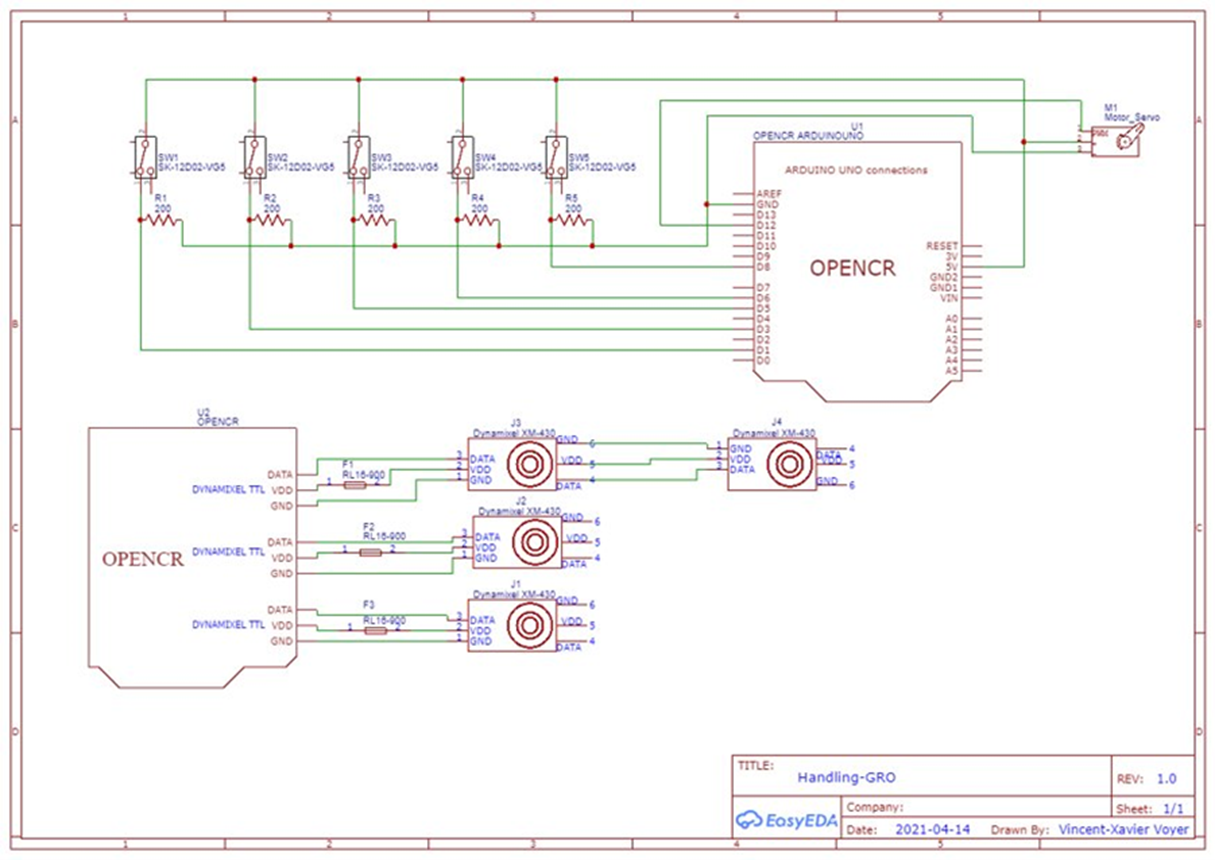 1 2 3 4 5
A
M1
Motor_Servo
PWM
1
2
3
U1
OPENCR ARDUINOUNO
ARDUINO UNO connections
OPENCR
AREF
GND
D13
D12
D11
D10
D9
D8
D7
D6
D5
D4
D3
D2
D1
D0
RESET
3V
5V
GND2
GND1
VIN
A0
A1
A2
A3
A4
A5
SW1
SK-12D02-VG5
SW2
SK-12D02-VG5
SW3
SK-12D02-VG5
SW4
SK-12D02-VG5
SW5
SK-12D02-VG5
R1
200
R2
200
R3
200
R4
200
R5
200
A
B
B
U2
OPENCR
OPENCR
DATA
DYNAMIXEL TTL VDD
GND
DATA
DYNAMIXEL TTL VDD
GND
DATA
DYNAMIXEL TTL VDD
GND
F1
RL16-900
1 2
F2
RL16-900
1 2
F3
RL16-900
1 2
J3
Dynamixel XM-430
3 DATA
2 VDD
1 GND
GND 6
VDD 5
DATA 4
J4
Dynamixel XM-430
1 GND
2 VDD
3 DATA
DATA 4
VDD 5
GND 6
J2
Dynamixel XM-430
3 DATA
2 VDD
1 GND
GND 6
VDD 5
DATA 4
J1
Dynamixel XM-430
3 DATA
2 VDD
1 GND
GND 6
VDD 5
DATA 4
C
C
D
D
TITLE:
Handling-GRO
REV: 1.0
EasyEDA
Company:
Sheet: 1/1
Date: 2021-04-14 Drawn By: Vincent-Xavier Voyer
1 2 3 4 5